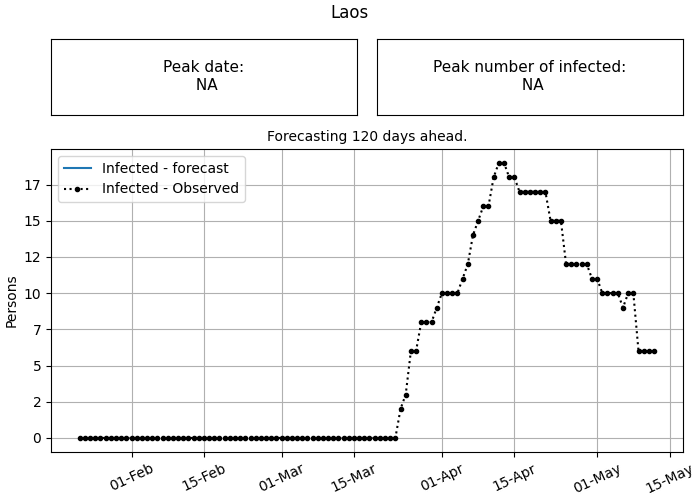 Laos
Peak date:
NA
Peak number of infected:
NA
Forecasting 120 days ahead.
Infected - forecast
Infected - Observed
Persons
17
15
12
10
7
5
2
0
01-Feb
15-Feb
01-Mar
15-Mar
01-Apr
15-Apr
01-May
15-May